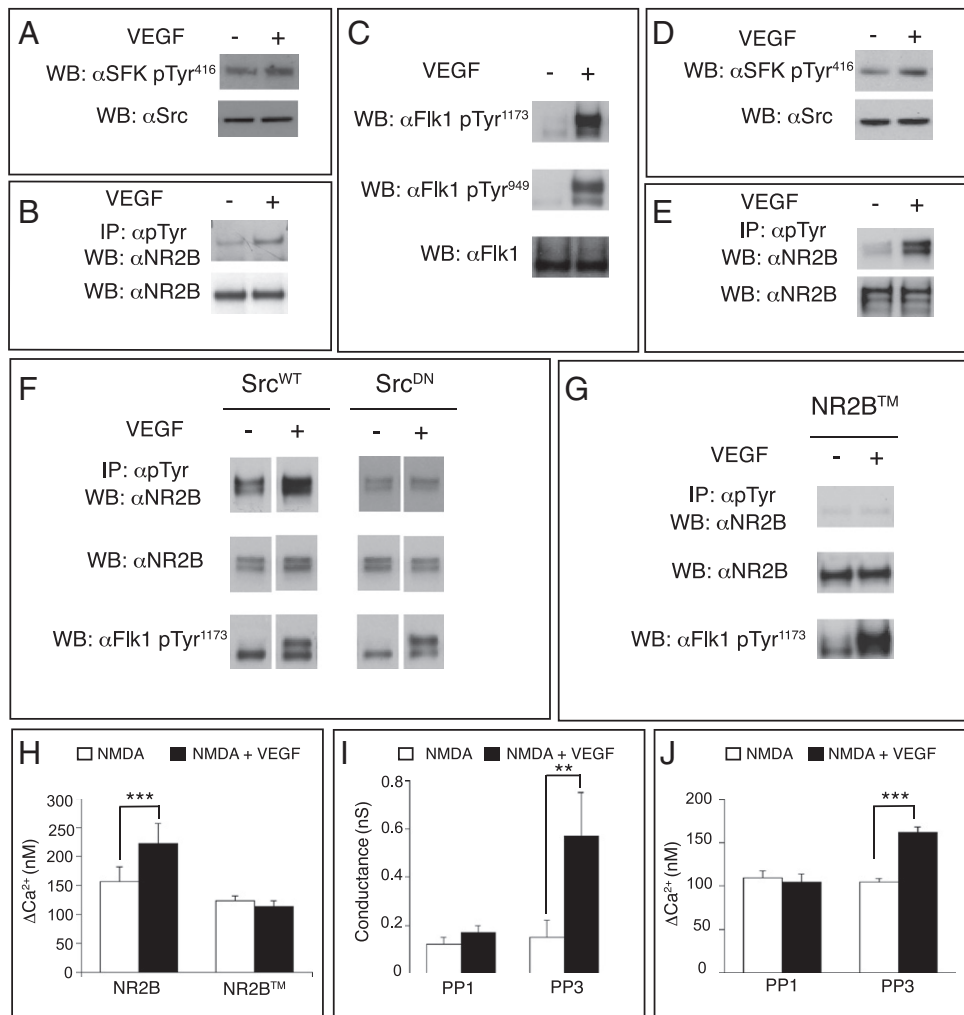 A
VEGF - +
WB: αSFK pTyr⁴¹⁶
WB: αSrc
B
VEGF - +
IP: αpTyr
WB: αNR2B
WB: αNR2B
C
VEGF - +
WB: αFlk1 pTyr¹¹⁷³
WB: αFlk1 pTyr⁹⁴⁹
WB: αFlk1
D
VEGF - +
WB: αSFK pTyr⁴¹⁶
WB: αSrc
E
VEGF - +
IP: αpTyr
WB: αNR2B
WB: αNR2B
F
Srcᵂᵀ Srcᴰᴺ
VEGF - + - +
IP: αpTyr
WB: αNR2B
WB: αNR2B
WB: αFlk1 pTyr¹¹⁷³
G
NR2Bᵀᴹ
VEGF - +
IP: αpTyr
WB: αNR2B
WB: αNR2B
WB: αFlk1 pTyr¹¹⁷³
H
NMDA NMDA + VEGF
ΔCa²⁺ (nM)
300
250
200
150
100
50
0
***
NR2B NR2Bᵀᴹ
I
NMDA NMDA + VEGF
Conductance (nS)
0.8
0.6
0.4
0.2
0
**
PP1 PP3
J
NMDA NMDA + VEGF
ΔCa²⁺ (nM)
200
150
100
50
0
***
PP1 PP3